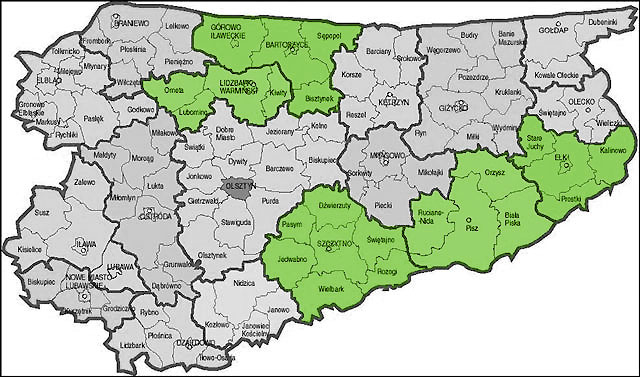 BRANIEWO
Lelkowo
Frombork
Płoskinia
Pieniężno
Wilczęta
Młynary
Tolkmicko
Milejewo
ELBLĄG
Gronowo
Elbląskie
Markusy
Rychliki
Pasłęk
Godkowo
GÓROWO
IŁAWECKIE
BARTOSZYCE
Sępopol
Bisztynek
Orneta
LIDZBARK
WARMIŃSKI
Kiwity
Lubomino
Barciany
Srokowo
Korsze
KĘTRZYN
Reszel
Węgorzewo
Budry
Banie
Mazurskie
Pozezdrze
Kruklanki
GIŻYCKO
Wydminy
Ryn
Miłki
GOŁDAP
Dubeninki
Kowale Oleckie
OLECKO
Świętajno
Wieliczki
Stare
Juchy
EŁK
Kalinowo
Prostki
Orzysz
Ruciane-
Nida
Pisz
Biała
Piska
MRĄGOWO
Sorkwity
Mikołajki
Piecki
Dobre
Miasto
Jeziorany
Kolno
Świątki
Dywity
Barczewo
Biskupiec
Jonkowo
OLSZTYN
Gietrzwałd
Purda
Stawiguda
Olsztynek
Dźwierzuty
Pasym
SZCZYTNO
Świętajno
Jedwabno
Rozogi
Wielbark
Miłakowo
Małdyty
Morąg
Łukta
Miłomłyn
OSTRÓDA
Grunwald
Dąbrówno
Zalewo
Susz
IŁAWA
Kisielice
LUBAWA
Biskupiec
NOWE MIASTO
LUBAWSKIE
Kurzętnik
Grodziczno
Rybno
Płośnica
Lidzbark
DZIAŁDOWO
Iłowo-Osada
Nidzica
Kozłowo
Janowiec
Kościelny
Janowo